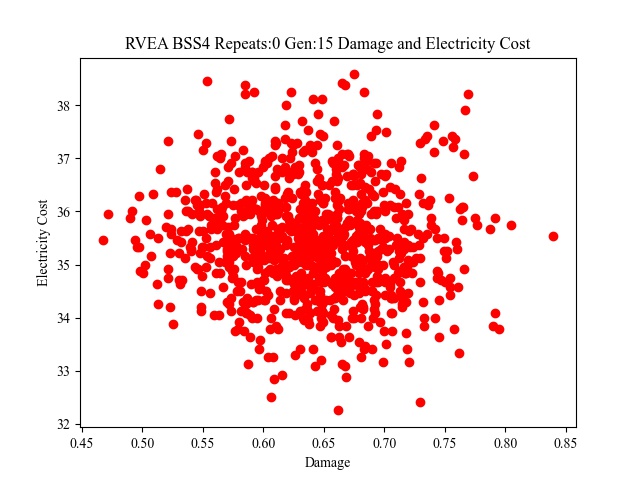 RVEA BSS4 Repeats:0 Gen:15 Damage and Electricity Cost
38
37
36
35
34
33
32
Electricity Cost
0.45 0.50 0.55 0.60 0.65 0.70 0.75 0.80 0.85
Damage